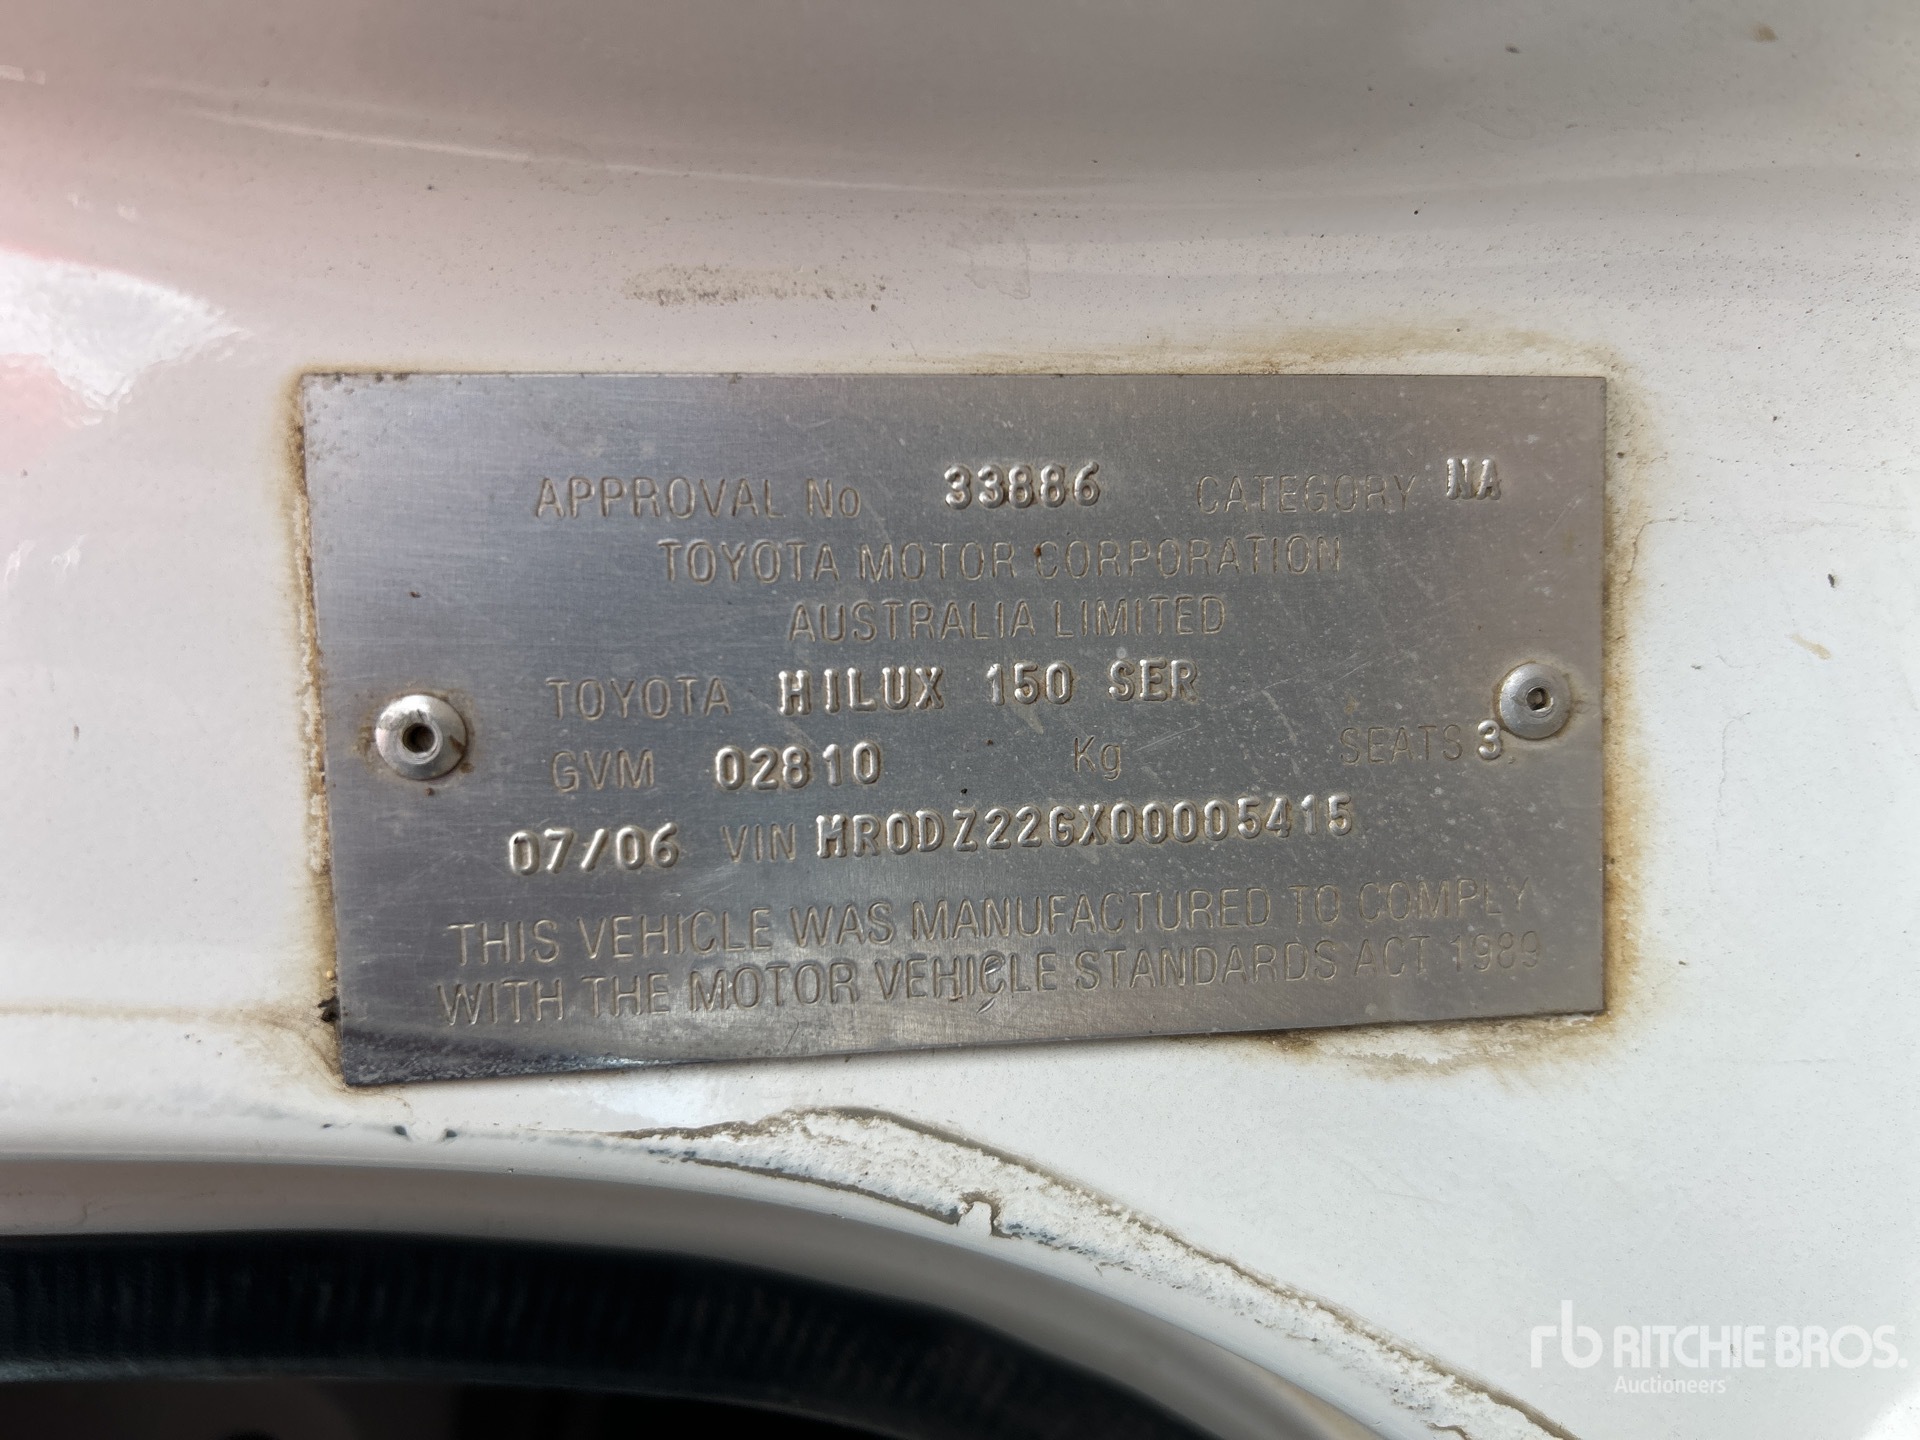 APPROVAL No 33886 CATEGORY NA
TOYOTA MOTOR CORPORATION
AUSTRALIA LIMITED
TOYOTA HILUX 150 SER
GVM 02810 Kg SEATS 3
07/06 VIN MR0DZ22GX00005415
THIS VEHICLE WAS MANUFACTURED TO COMPLY
WITH THE MOTOR VEHICLE STANDARDS ACT 1989
rb RITCHIE BROS.
Auctioneers